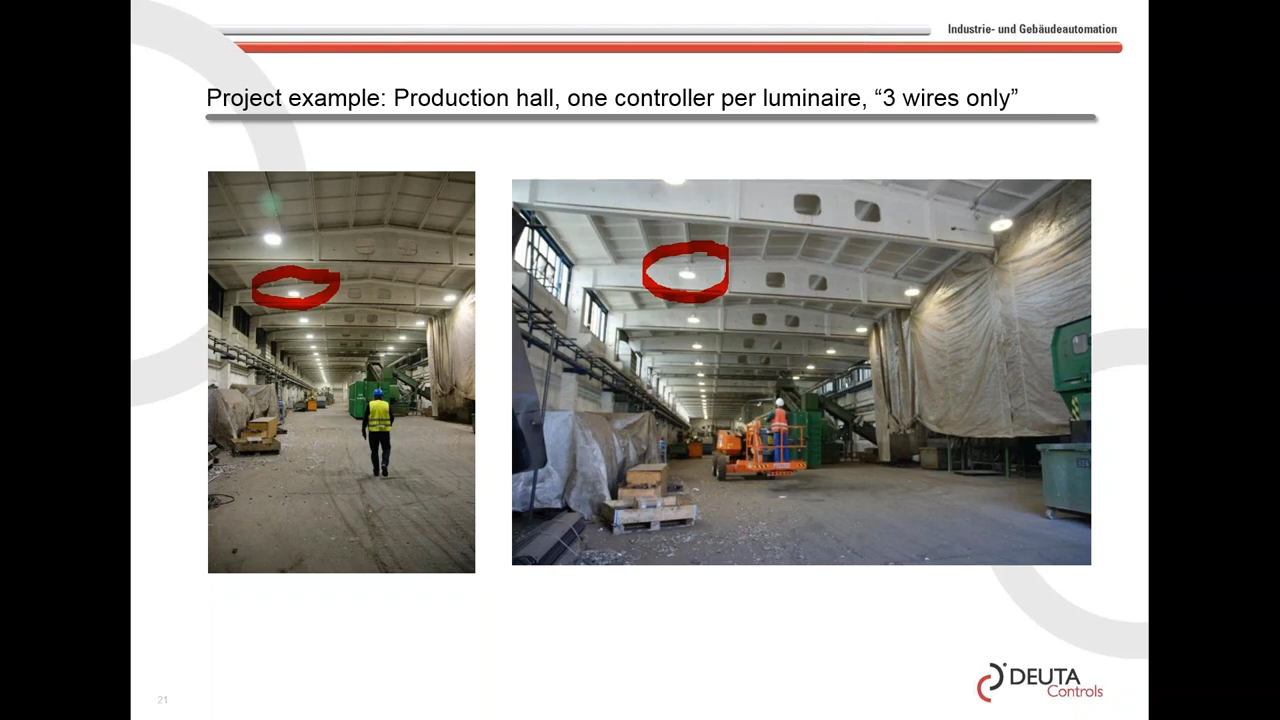 Industrie- und Gebäudeautomation
Project example: Production hall, one controller per luminaire, “3 wires only”
21
DEUTA
Controls